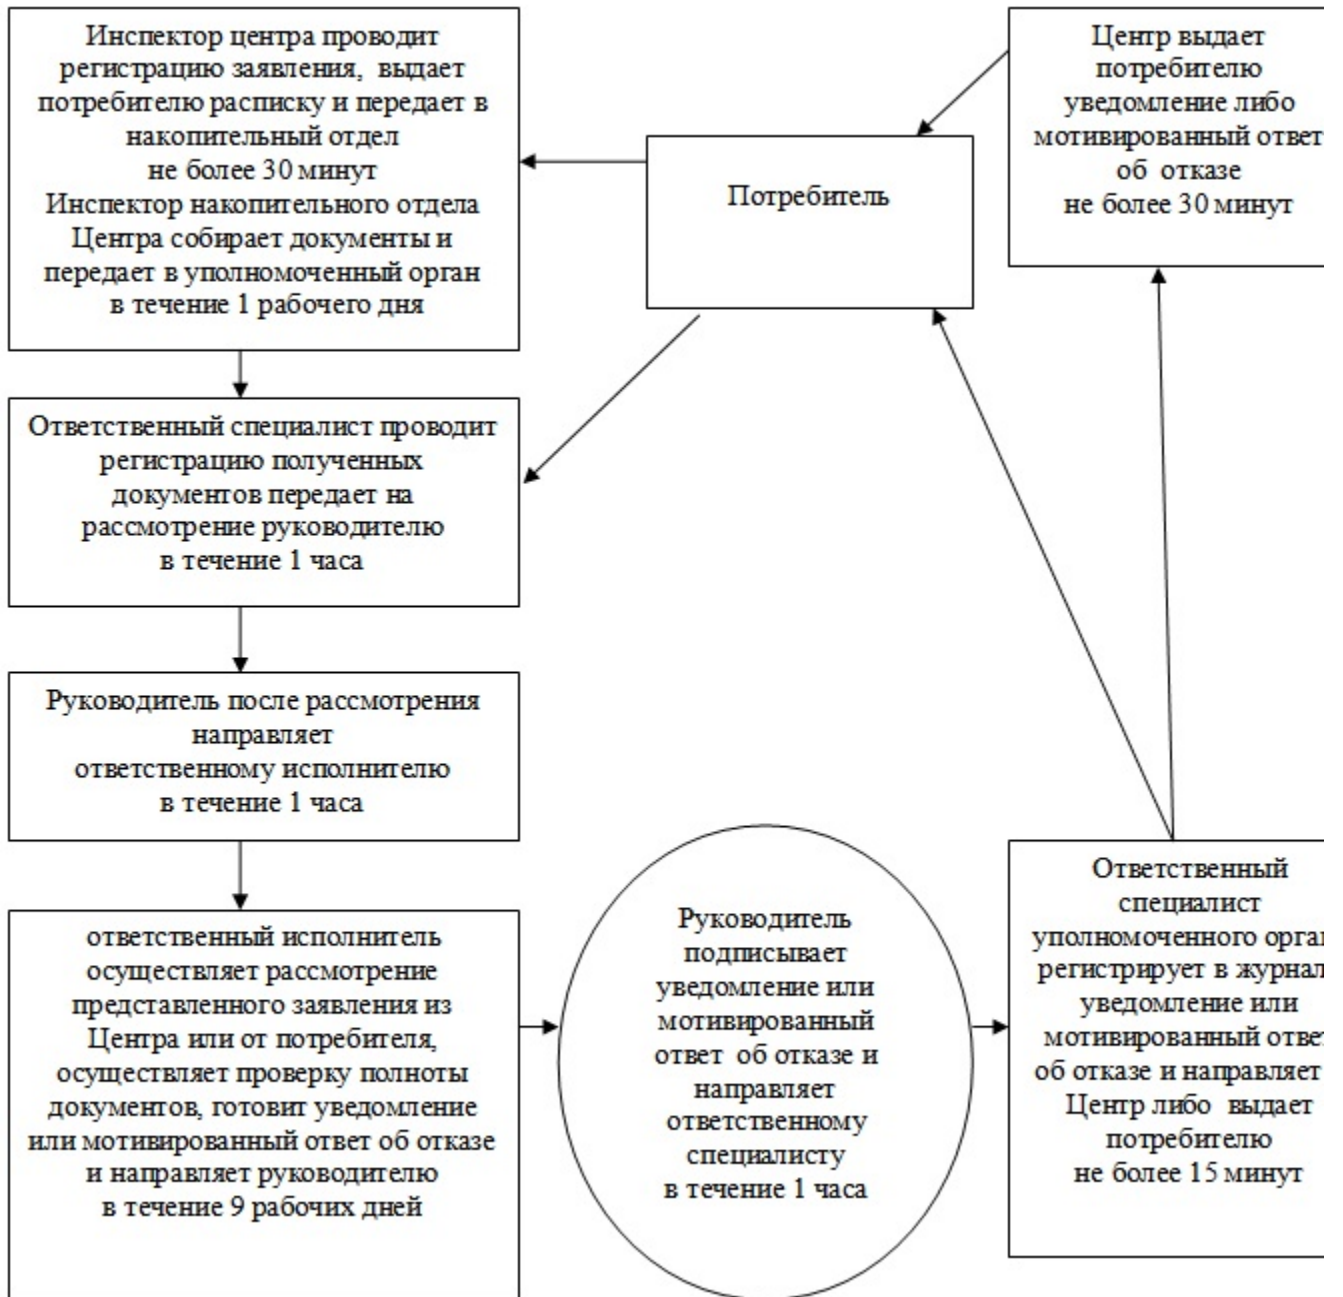 Инспектор центра проводит
регистрацию заявления, выдает
потребителю расписку и передает в
накопительный отдел
не более 30 минут
Инспектор накопительного отдела
Центра собирает документы и
передает в уполномоченный орган
в течение 1 рабочего дня
Потребитель
Центр выдает
потребителю
уведомление либо
мотивированный ответ
об отказе
не более 30 минут
Ответственный специалист проводит
регистрацию полученных
документов передает на
рассмотрение руководителю
в течение 1 часа
Руководитель после рассмотрения
направляет
ответственному исполнителю
в течение 1 часа
ответственный исполнитель
осуществляет рассмотрение
представленного заявления из
Центра или от потребителя,
осуществляет проверку полноты
документов, готовит уведомление
или мотивированный ответ об отказе
и направляет руководителю
в течение 9 рабочих дней
Руководитель
подписывает
уведомление или
мотивированный
ответ об отказе и
направляет
ответственному
специалисту
в течение 1 часа
Ответственный
специалист
уполномоченного орган
регистрирует в журнал
уведомление или
мотивированный отве
об отказе и направляет
Центр либо выдает
потребителю
не более 15 минут